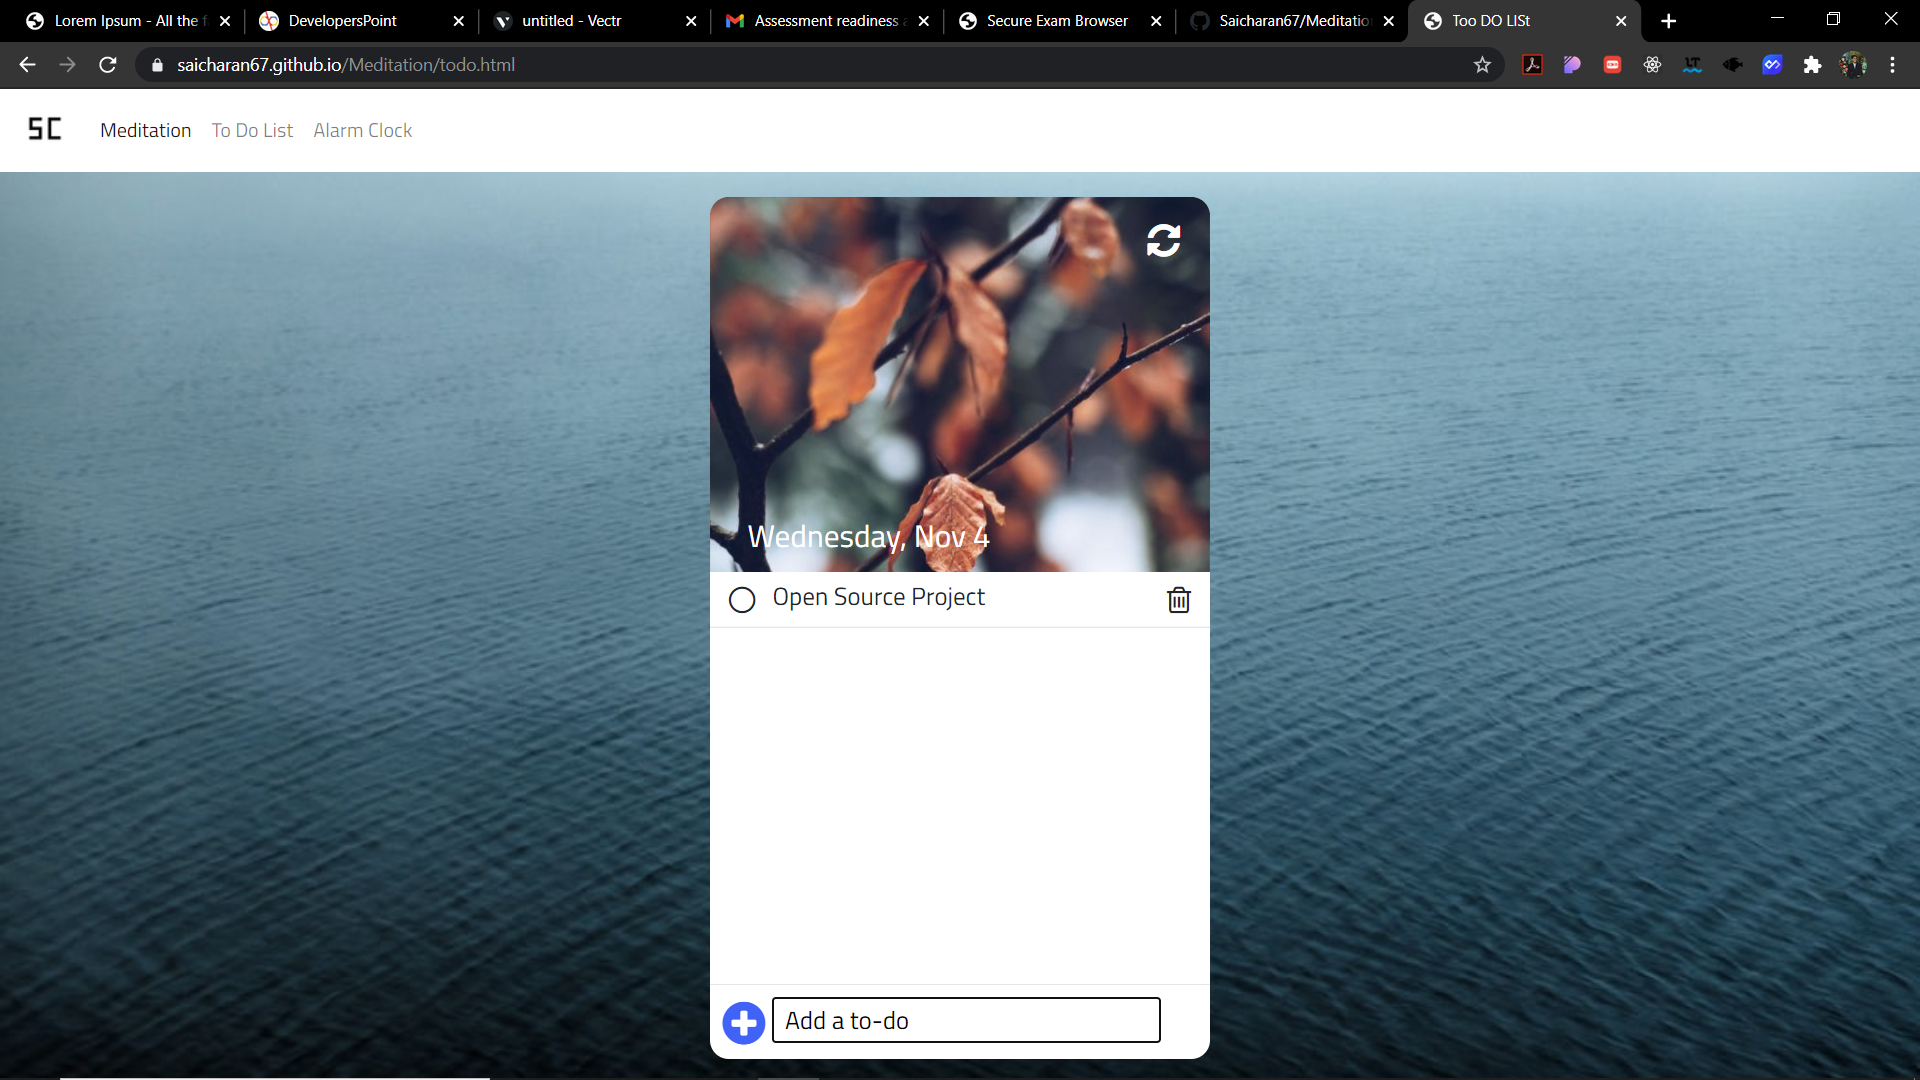 Lorem Ipsum - All the f
DevelopersPoint
untitled - Vectr
Assessment readiness a
Secure Exam Browser
Saicharan67/Meditatio
Too DO LISt
saicharan67.github.io/Meditation/todo.html
SC
Meditation
To Do List
Alarm Clock
Wednesday, Nov 4
Open Source Project
Add a to-do